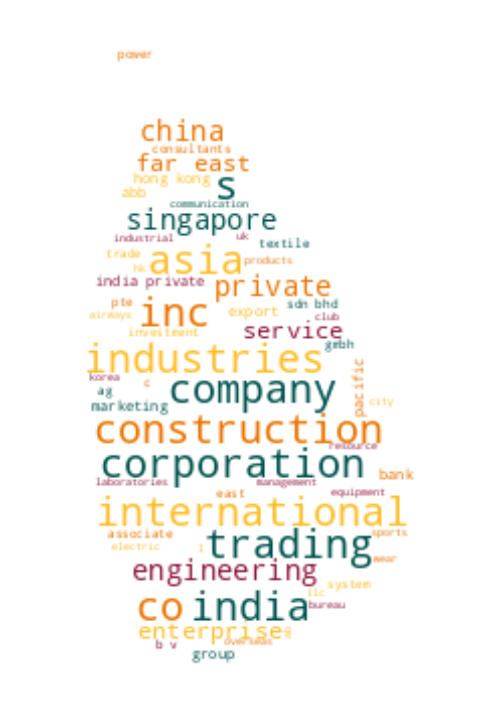 power
china
consultants
far east
hong kong s
abb
communication
singapore
industrial uk
textile
trade asia products
hk
india private private
pte inc sdn bhd
airways export club
investment service
industries gmbh
korea c pacific
ag company
marketing city
construction
corporation resource
laboratories management bank
east equipment
international
associate sports
electric l trading wear
engineering
system
llc
co india bureau
enterprise
b v overseas
group